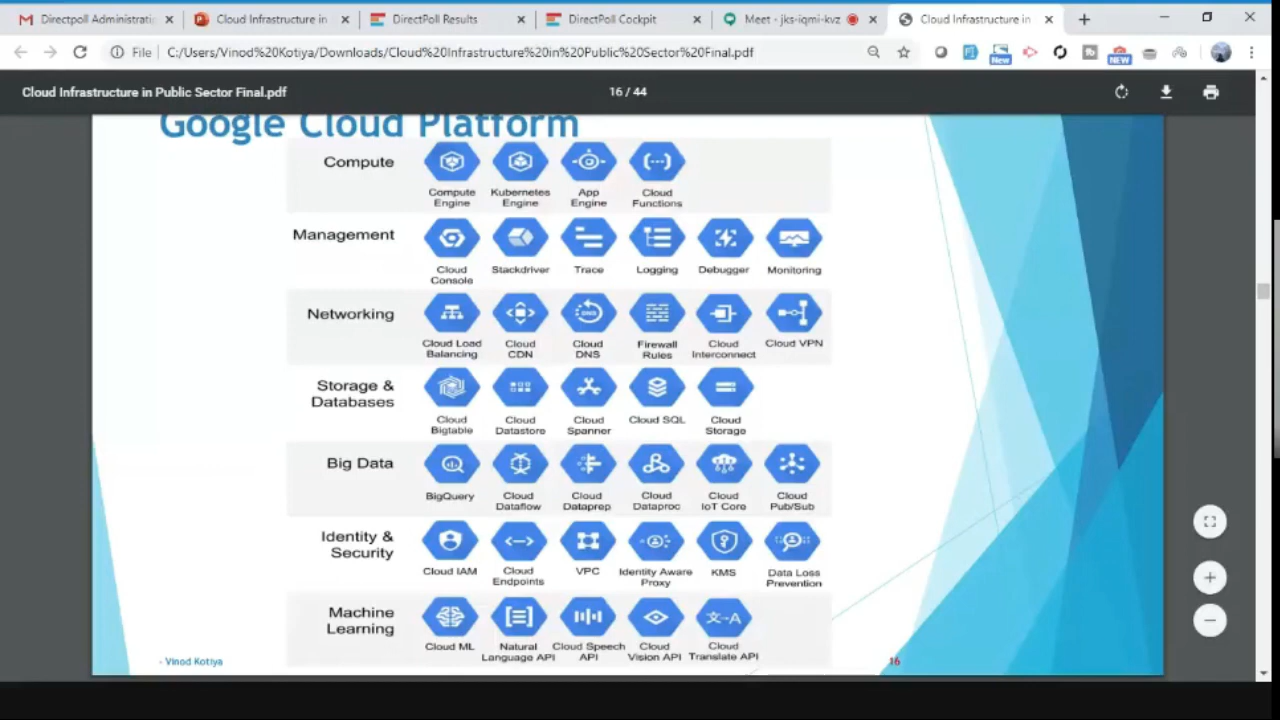 Directpoll Administrati
Cloud Infrastructure in
DirectPoll Results
DirectPoll Cockpit
Meet - jks-iqmi-kvz
Cloud Infrastructure in
File
C:/Users/Vinod%20Kotiya/Downloads/Cloud%20Infrastructure%20in%20Public%20Sector%20Final.pdf
New
NEW
Cloud Infrastructure in Public Sector Final.pdf
16 / 44
Google Cloud Platform
Compute
Compute
Engine
Kubernetes
Engine
App
Engine
Cloud
Functions
Management
Cloud
Console
Stackdriver
Trace
Logging
Debugger
Monitoring
Networking
DNS
Cloud Load
Balancing
Cloud
CDN
Cloud
DNS
Firewall
Rules
Cloud
Interconnect
Cloud VPN
Storage &
Databases
Cloud
Bigtable
Cloud
Datastore
Cloud
Spanner
Cloud SQL
Cloud
Storage
Big Data
BigQuery
Cloud
Dataflow
Cloud
Dataprep
Cloud
Dataproc
Cloud
IoT Core
Cloud
Pub/Sub
Identity &
Security
Cloud IAM
Cloud
Endpoints
VPC
Identity Aware
Proxy
KMS
Data Loss
Prevention
Machine
Learning
文→A
Cloud ML
Natural
Language API
Cloud Speech
API
Cloud
Vision API
Cloud
Translate API
- Vinod Kotiya
16